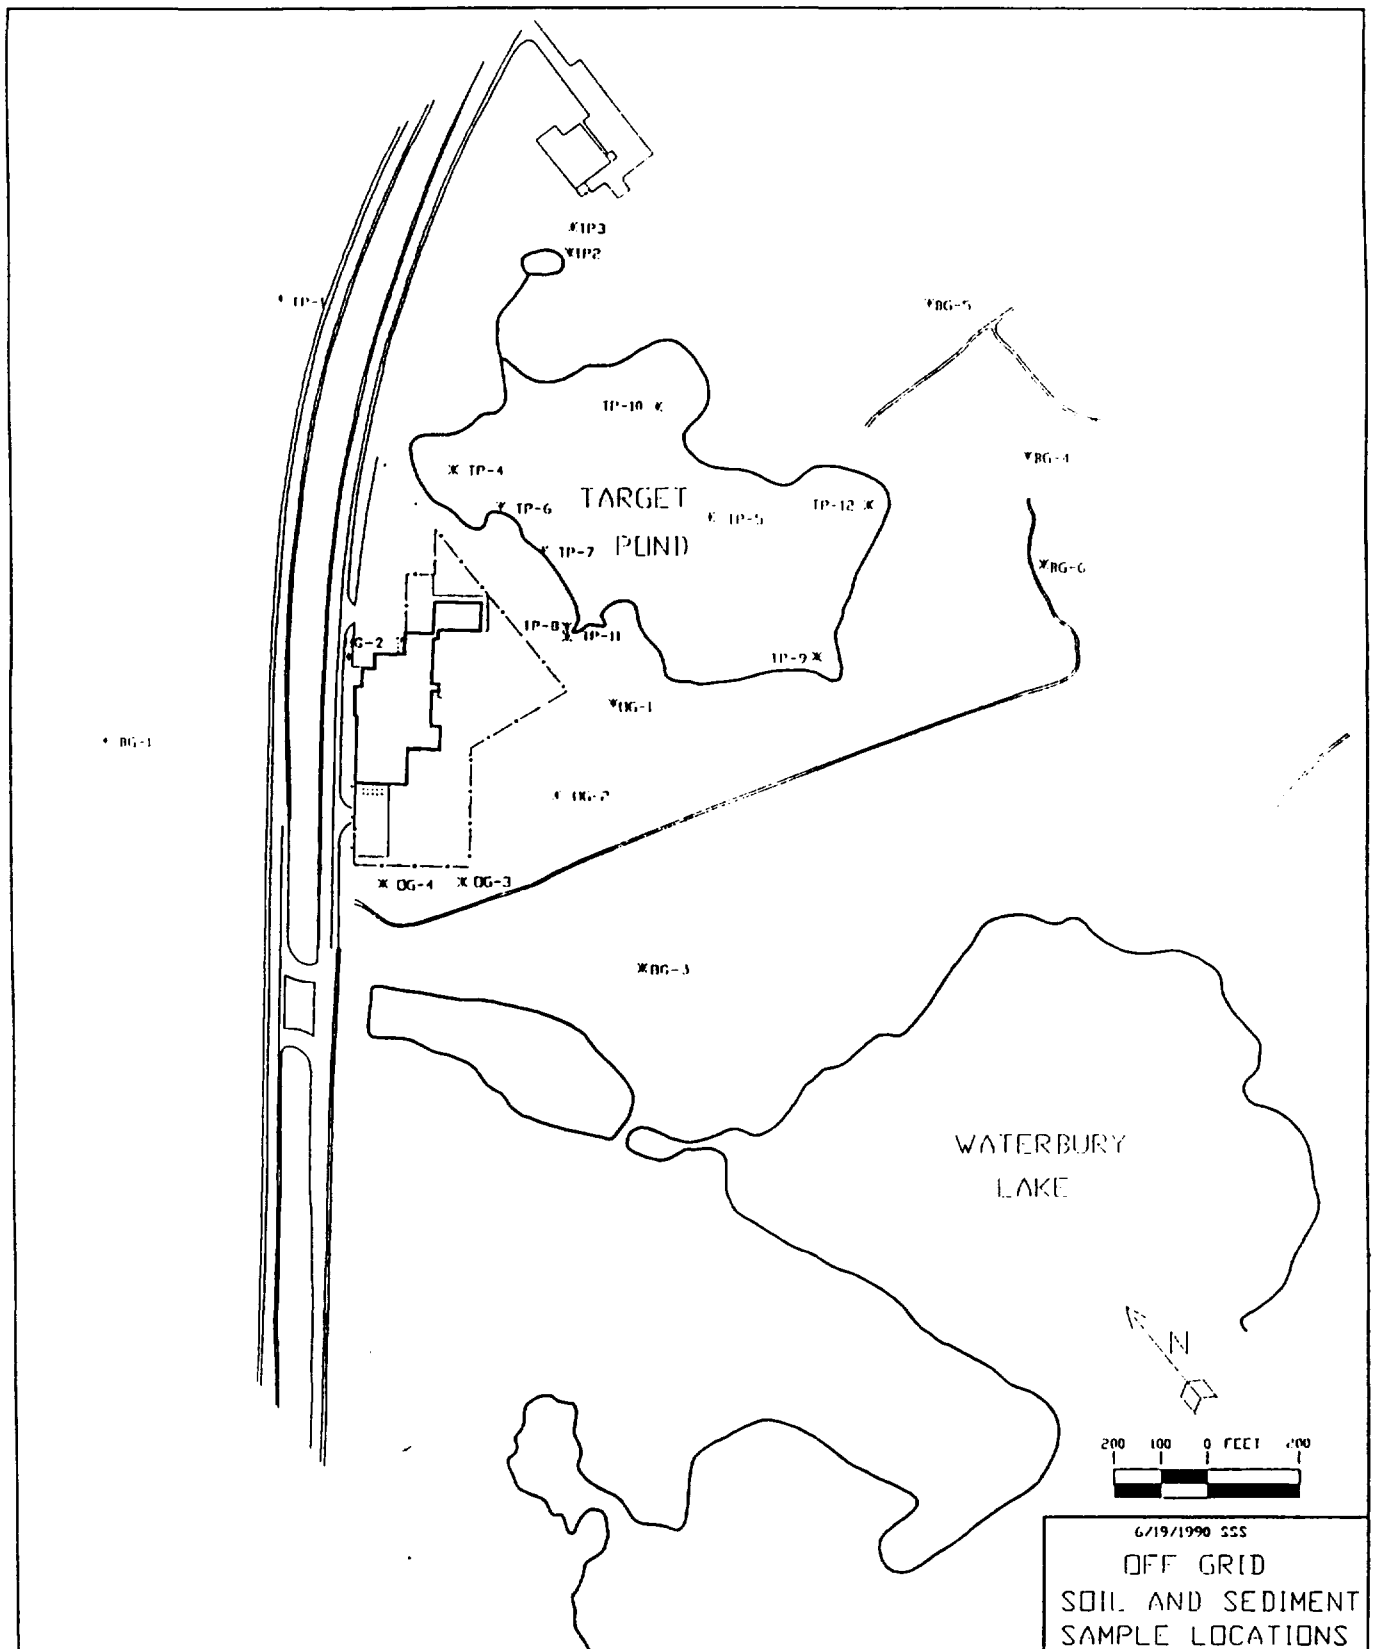 TP3
TP2
TP-1
BG-5
TP-10
BG-4
TP-4
TARGET
TP-12
TP-6
TP-5
POND
TP-7
BG-6
TP-8
TP-11
G-2
TP-9
OG-1
BG-1
OG-2
OG-4
OG-3
BG-3
WATERBURY
LAKE
N
200 100 0 FEET 200
6/19/1990 SSS
OFF GRID
SOIL AND SEDIMENT
SAMPLE LOCATIONS